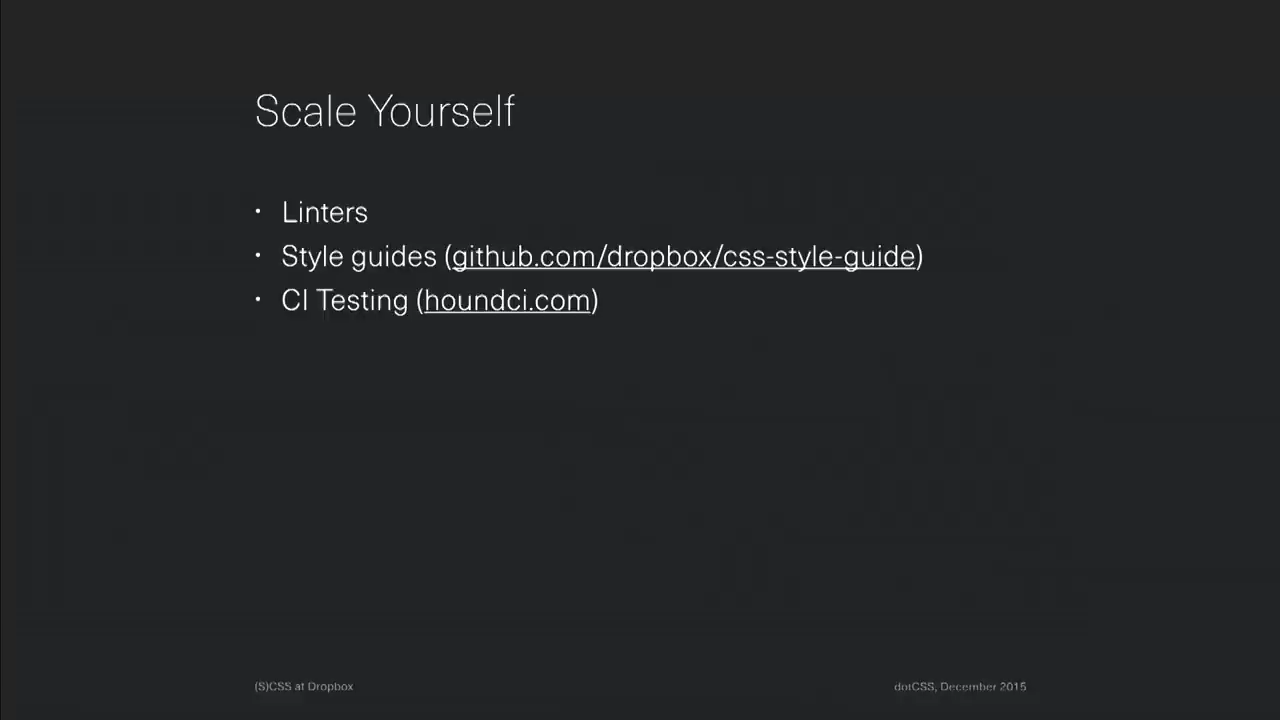 Scale Yourself
· Linters
· Style guides (github.com/dropbox/css-style-guide)
· CI Testing (houndci.com)
(S)CSS at Dropbox
dotCSS, December 2015